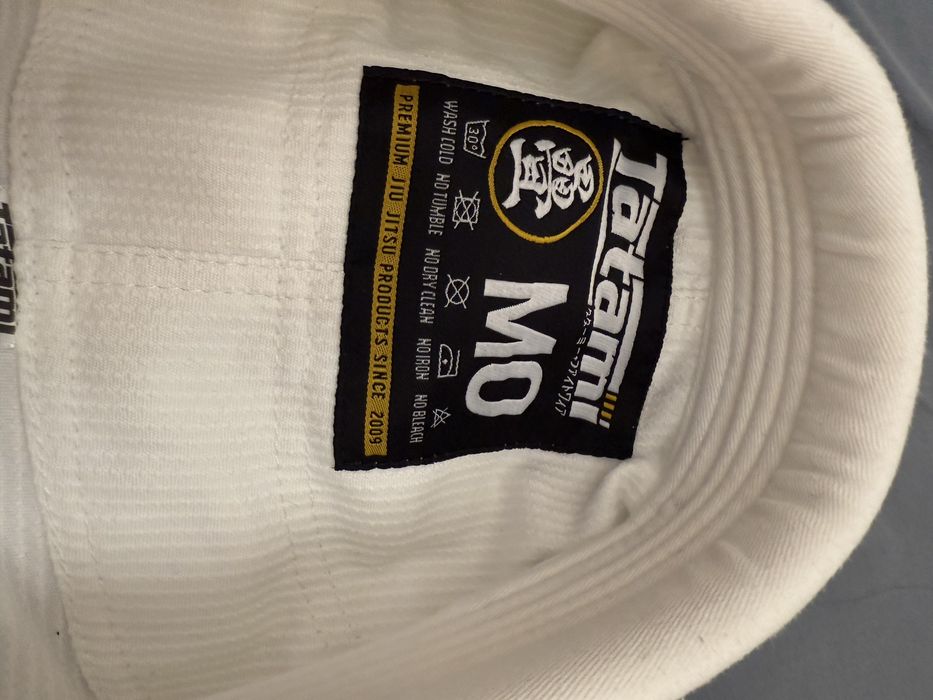 Tatami
M0
30°
WASH COLD NO TUMBLE NO DRY CLEAN NO IRON NO BLEACH
PREMIUM JIU JITSU PRODUCTS SINCE 2009
Tatami